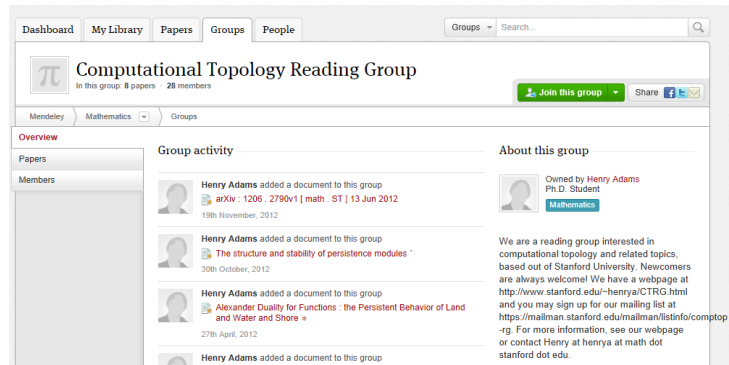 Dashboard My Library Papers Groups People Groups Search...
π Computational Topology Reading Group
In this group: 8 papers · 28 members
Join this group Share
Mendeley Mathematics Groups
Overview
Papers
Members
Group activity
Henry Adams added a document to this group
arXiv : 1206 . 2790v1 [ math . ST ] 13 Jun 2012
19th November, 2012
Henry Adams added a document to this group
The structure and stability of persistence modules ´
30th October, 2012
Henry Adams added a document to this group
Alexander Duality for Functions : the Persistent Behavior of Land
and Water and Shore ∗
27th April, 2012
Henry Adams added a document to this group
About this group
Owned by Henry Adams
Ph.D. Student
Mathematics
We are a reading group interested in
computational topology and related topics,
based out of Stanford University. Newcomers
are always welcome! We have a webpage at
http://www.stanford.edu/~henrya/CTRG.html
and you may sign up for our mailing list at
https://mailman.stanford.edu/mailman/listinfo/comptop
-rg. For more information, see our webpage
or contact Henry at henrya at math dot
stanford dot edu.